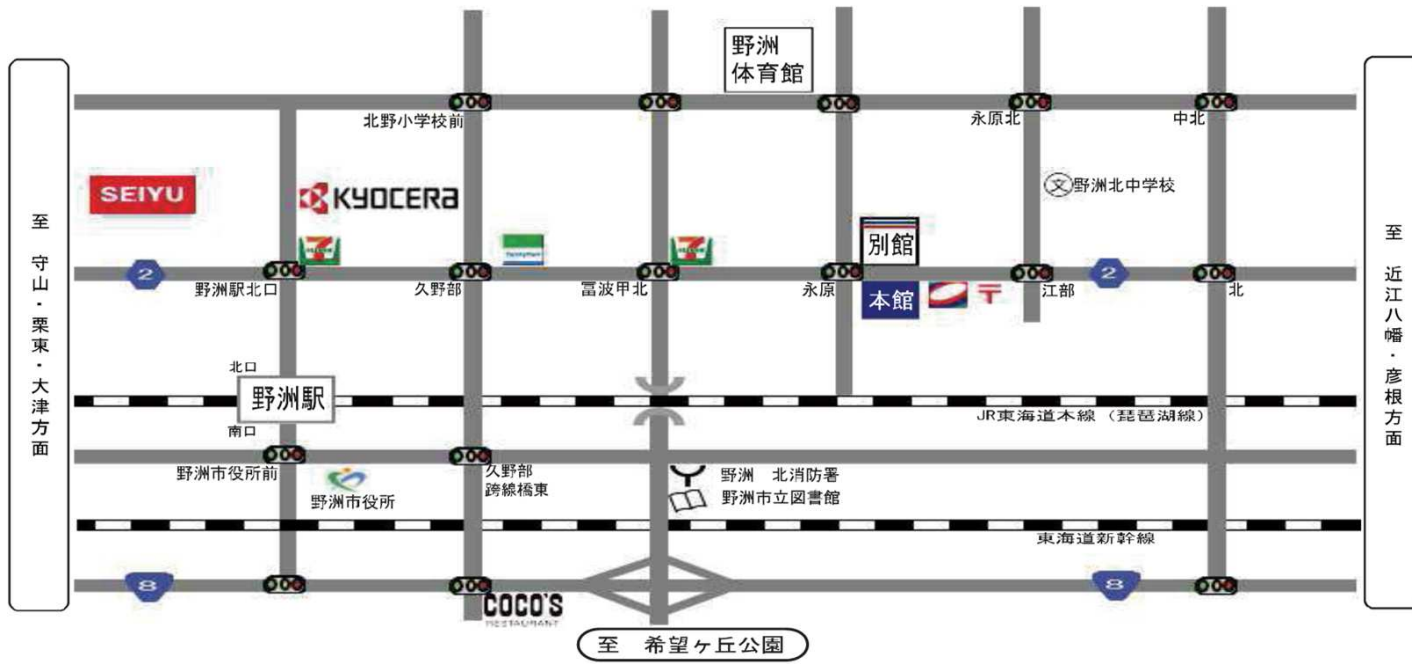 野洲
体育館
北野小学校前
永原北
中北
SEIYU
KYOCERA
文
野洲北中学校
至 守山・栗東・大津方面
至 近江八幡・彦根方面
7
FamilyMart
7
別館
2
2
野洲駅北口
久野部
冨波甲北
永原
本館
〒
江部
北
北口
野洲駅
JR東海道本線（琵琶湖線）
南口
野洲市役所前
久野部
跨線橋東
野洲 北消防署
野洲市立図書館
野洲市役所
東海道新幹線
8
8
COCO'S
RESTAURANT
至 希望ヶ丘公園